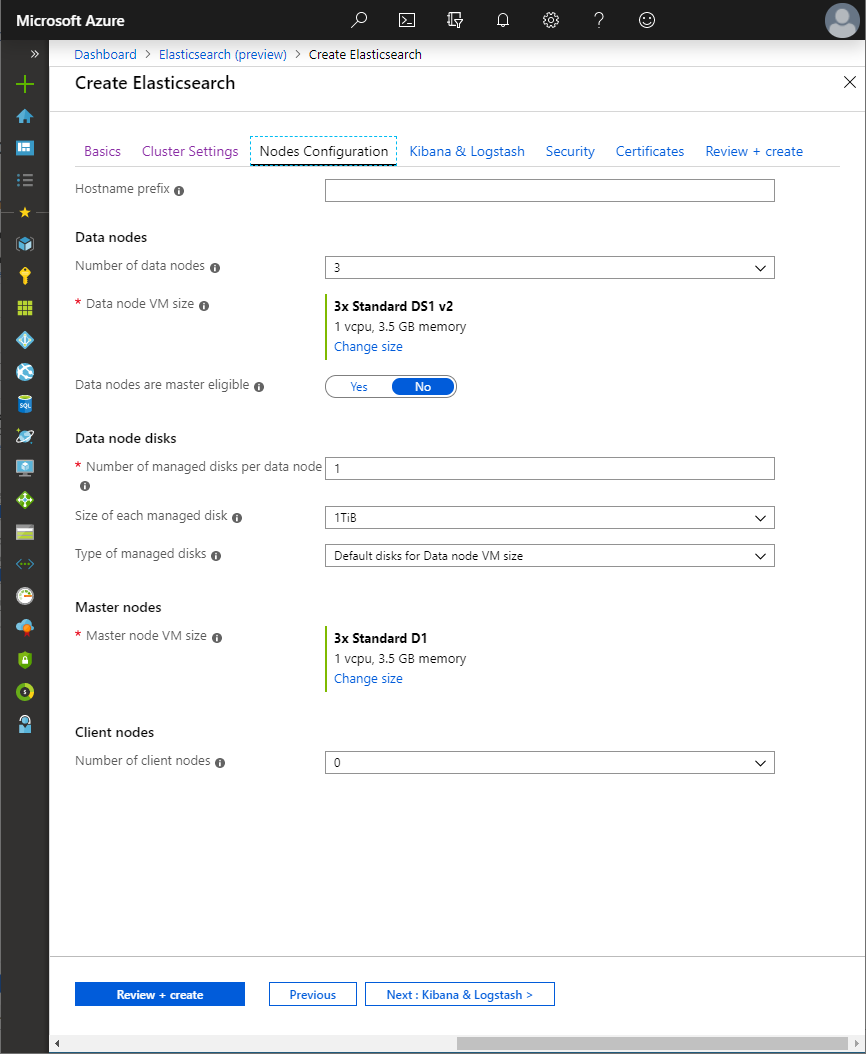 Microsoft Azure
Dashboard > Elasticsearch (preview) > Create Elasticsearch
Create Elasticsearch
Basics Cluster Settings Nodes Configuration Kibana & Logstash Security Certificates Review + create
Hostname prefix
Data nodes
Number of data nodes 3
* Data node VM size 3x Standard DS1 v2
1 vcpu, 3.5 GB memory
Change size
Data nodes are master eligible Yes No
Data node disks
* Number of managed disks per data node 1
Size of each managed disk 1TiB
Type of managed disks Default disks for Data node VM size
Master nodes
* Master node VM size 3x Standard D1
1 vcpu, 3.5 GB memory
Change size
Client nodes
Number of client nodes 0
Review + create Previous Next : Kibana & Logstash >